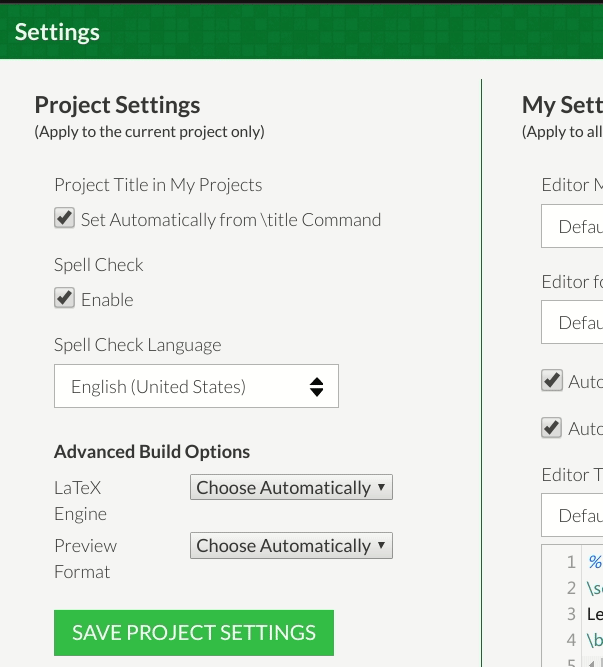 Settings
Project Settings
(Apply to the current project only)
Project Title in My Projects
Set Automatically from \title Command
Spell Check
Enable
Spell Check Language
English (United States)
Advanced Build Options
LaTeX
Engine
Choose Automatically
Preview
Format
Choose Automatically
SAVE PROJECT SETTINGS
My Sett
(Apply to all
Editor M
Defau
Editor fo
Defau
Auto
Auto
Editor T
Defau
1 %
2 \se
3 Le
4 \b
5